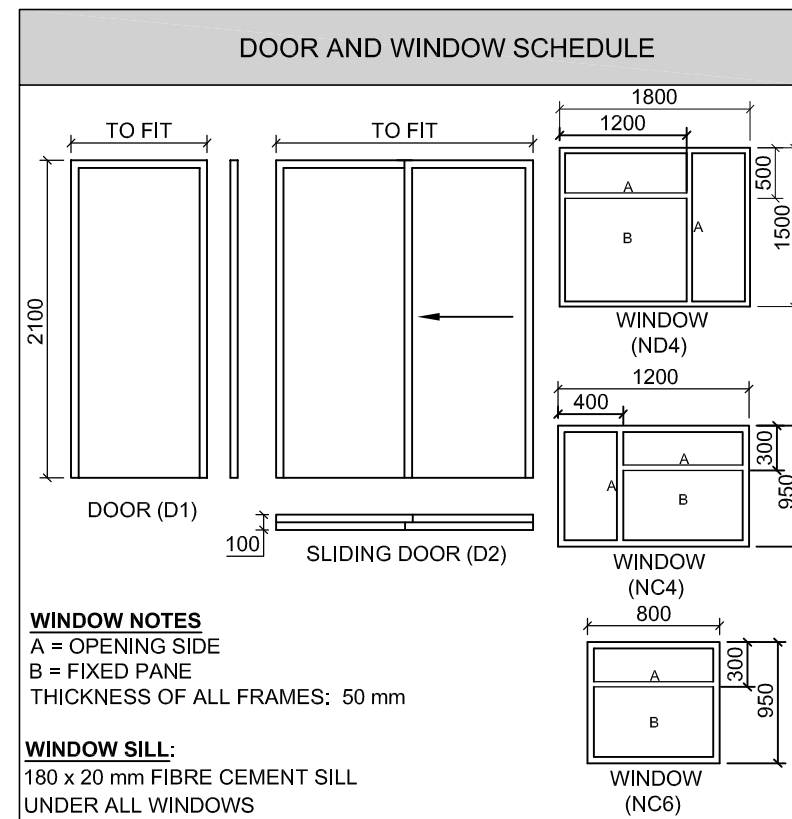 DOOR AND WINDOW SCHEDULE
TO FIT
2100
DOOR (D1)
TO FIT
100
SLIDING DOOR (D2)
1800
1200
500
1500
A
B
A
WINDOW
(ND4)
1200
400
300
950
A
A
B
WINDOW
(NC4)
800
300
950
A
B
WINDOW
(NC6)
WINDOW NOTES
A = OPENING SIDE
B = FIXED PANE
THICKNESS OF ALL FRAMES: 50 mm
WINDOW SILL:
180 x 20 mm FIBRE CEMENT SILL
UNDER ALL WINDOWS